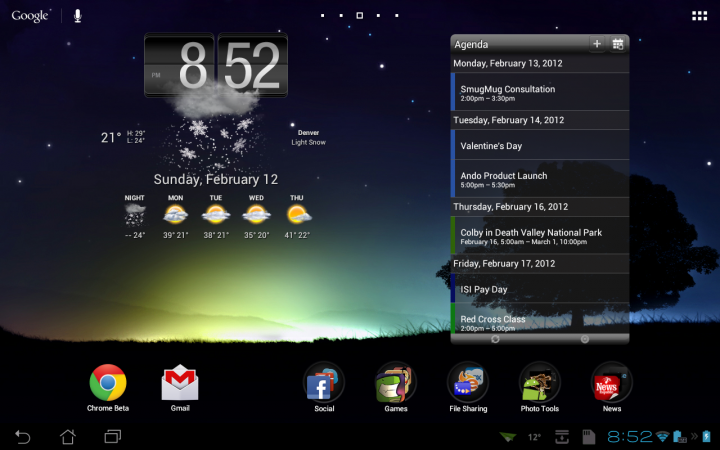 Google
8 52
PM
21° H: 29°
L: 24°
Denver
Light Snow
Sunday, February 12
NIGHT MON TUE WED THU
-- 24° 39° 21° 38° 21° 35° 20° 41° 22°
Agenda
Monday, February 13, 2012
SmugMug Consultation
2:00pm – 3:30pm
Tuesday, February 14, 2012
Valentine's Day
Ando Product Launch
5:00pm – 5:30pm
Thursday, February 16, 2012
Colby in Death Valley National Park
February 16, 5:00am – March 1, 10:00pm
Friday, February 17, 2012
ISI Pay Day
Red Cross Class
2:00pm – 5:00pm
Chrome Beta
Gmail
Social
Games
File Sharing
Photo Tools
News
News
12°
8:52